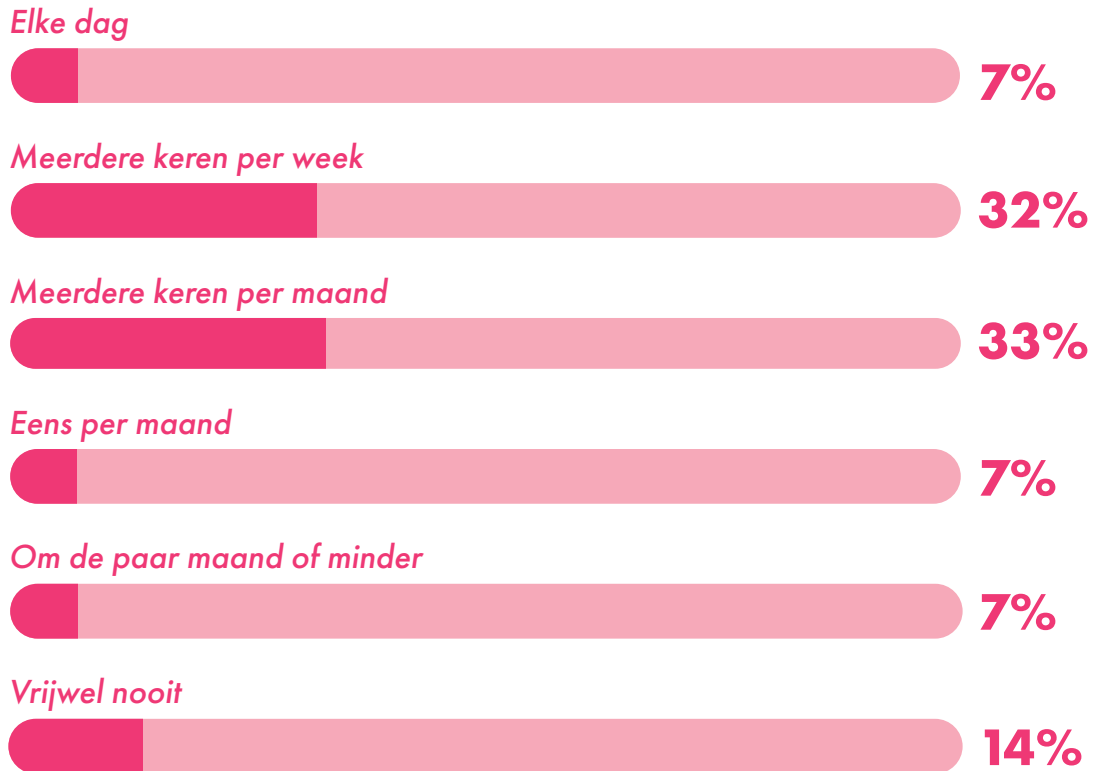 Elke dag
7%
Meerdere keren per week
32%
Meerdere keren per maand
33%
Eens per maand
7%
Om de paar maand of minder
7%
Vrijwel nooit
14%